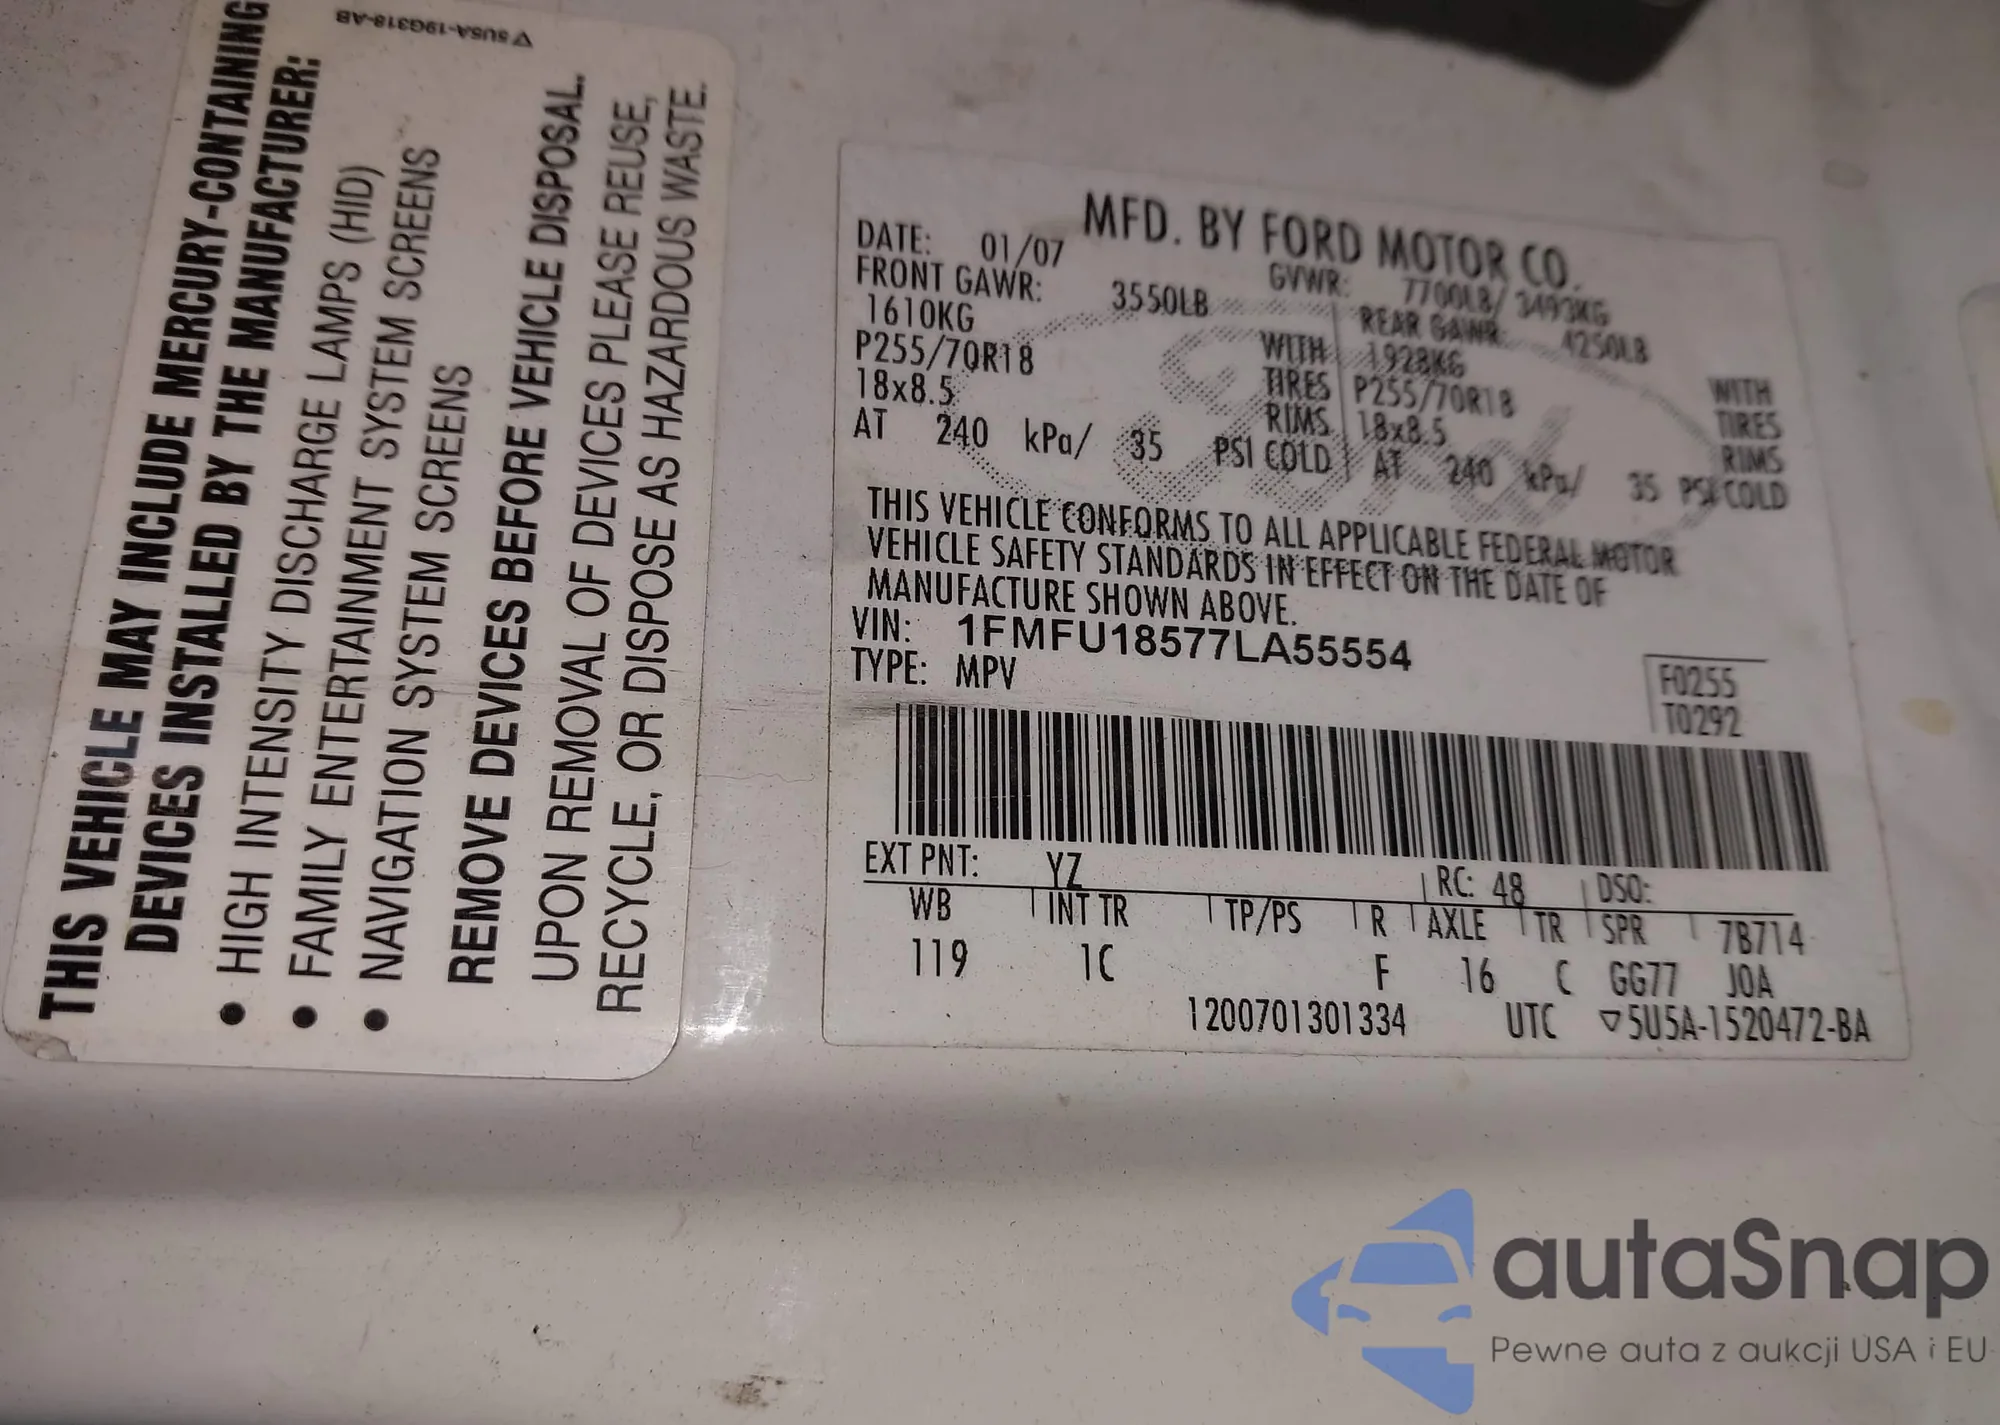 ▽5USA-19G318-AB
THIS VEHICLE MAY INCLUDE MERCURY-CONTAINING
DEVICES INSTALLED BY THE MANUFACTURER:
• HIGH INTENSITY DISCHARGE LAMPS (HID)
• FAMILY ENTERTAINMENT SYSTEM SCREENS
• NAVIGATION SYSTEM SCREENS
REMOVE DEVICES BEFORE VEHICLE DISPOSAL.
UPON REMOVAL OF DEVICES PLEASE REUSE,
RECYCLE, OR DISPOSE AS HAZARDOUS WASTE.
MFD. BY FORD MOTOR CO.
DATE: 01/07 GVWR: 7700LB/ 3493KG
FRONT GAWR: 3550LB REAR GAWR: 4250LB
1610KG WITH 1928KG WITH
P255/70R18 TIRES P255/70R18 TIRES
18x8.5 RIMS 18x8.5 RIMS
AT 240 kPa/ 35 PSI COLD AT 240 kPa/ 35 PSI COLD
THIS VEHICLE CONFORMS TO ALL APPLICABLE FEDERAL MOTOR
VEHICLE SAFETY STANDARDS IN EFFECT ON THE DATE OF
MANUFACTURE SHOWN ABOVE.
VIN: 1FMFU18577LA55554
TYPE: MPV
F0255
T0292
EXT PNT: YZ RC: 48 DSO:
WB INT TR TP/PS R AXLE TR SPR 7B714
119 1C F 16 C GG77 J0A
1200701301334 UTC ▽5U5A-1520472-BA
autaSnap
Pewne auta z aukcji USA i EU